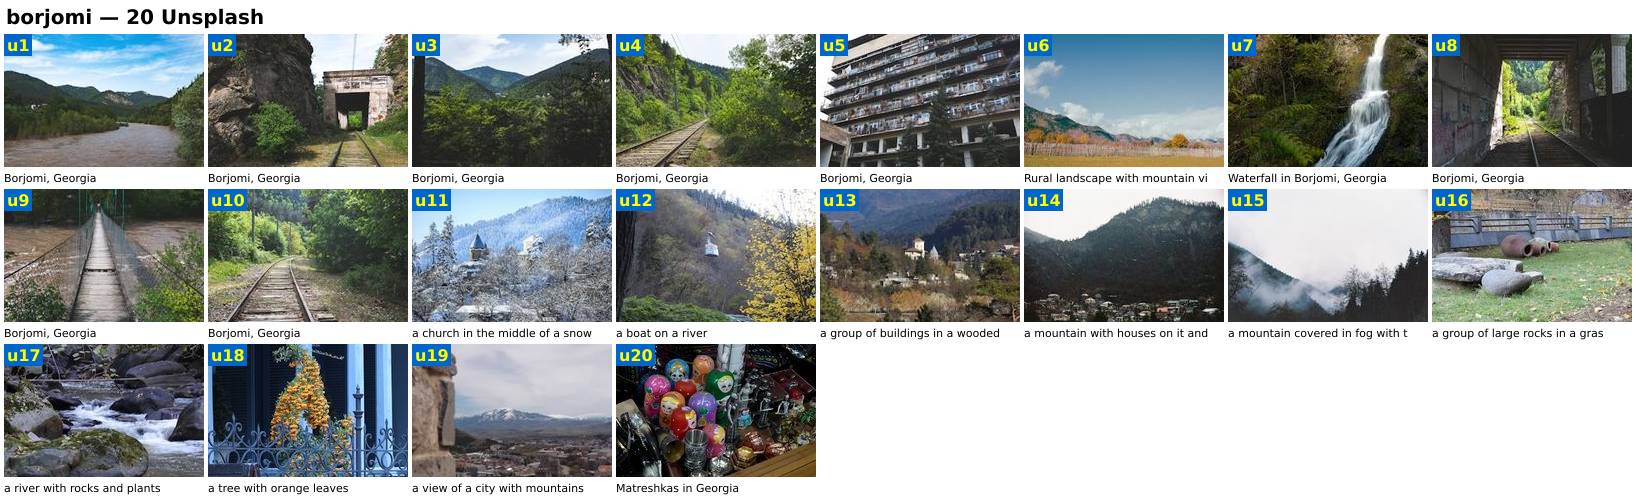 borjomi — 20 Unsplash
u1
u2
u3
u4
u5
u6
u7
u8
Borjomi, Georgia
Borjomi, Georgia
Borjomi, Georgia
Borjomi, Georgia
Borjomi, Georgia
Rural landscape with mountain vi
Waterfall in Borjomi, Georgia
Borjomi, Georgia
u9
u10
u11
u12
u13
u14
u15
u16
Borjomi, Georgia
Borjomi, Georgia
a church in the middle of a snow
a boat on a river
a group of buildings in a wooded
a mountain with houses on it and
a mountain covered in fog with t
a group of large rocks in a gras
u17
u18
u19
u20
a river with rocks and plants
a tree with orange leaves
a view of a city with mountains
Matreshkas in Georgia